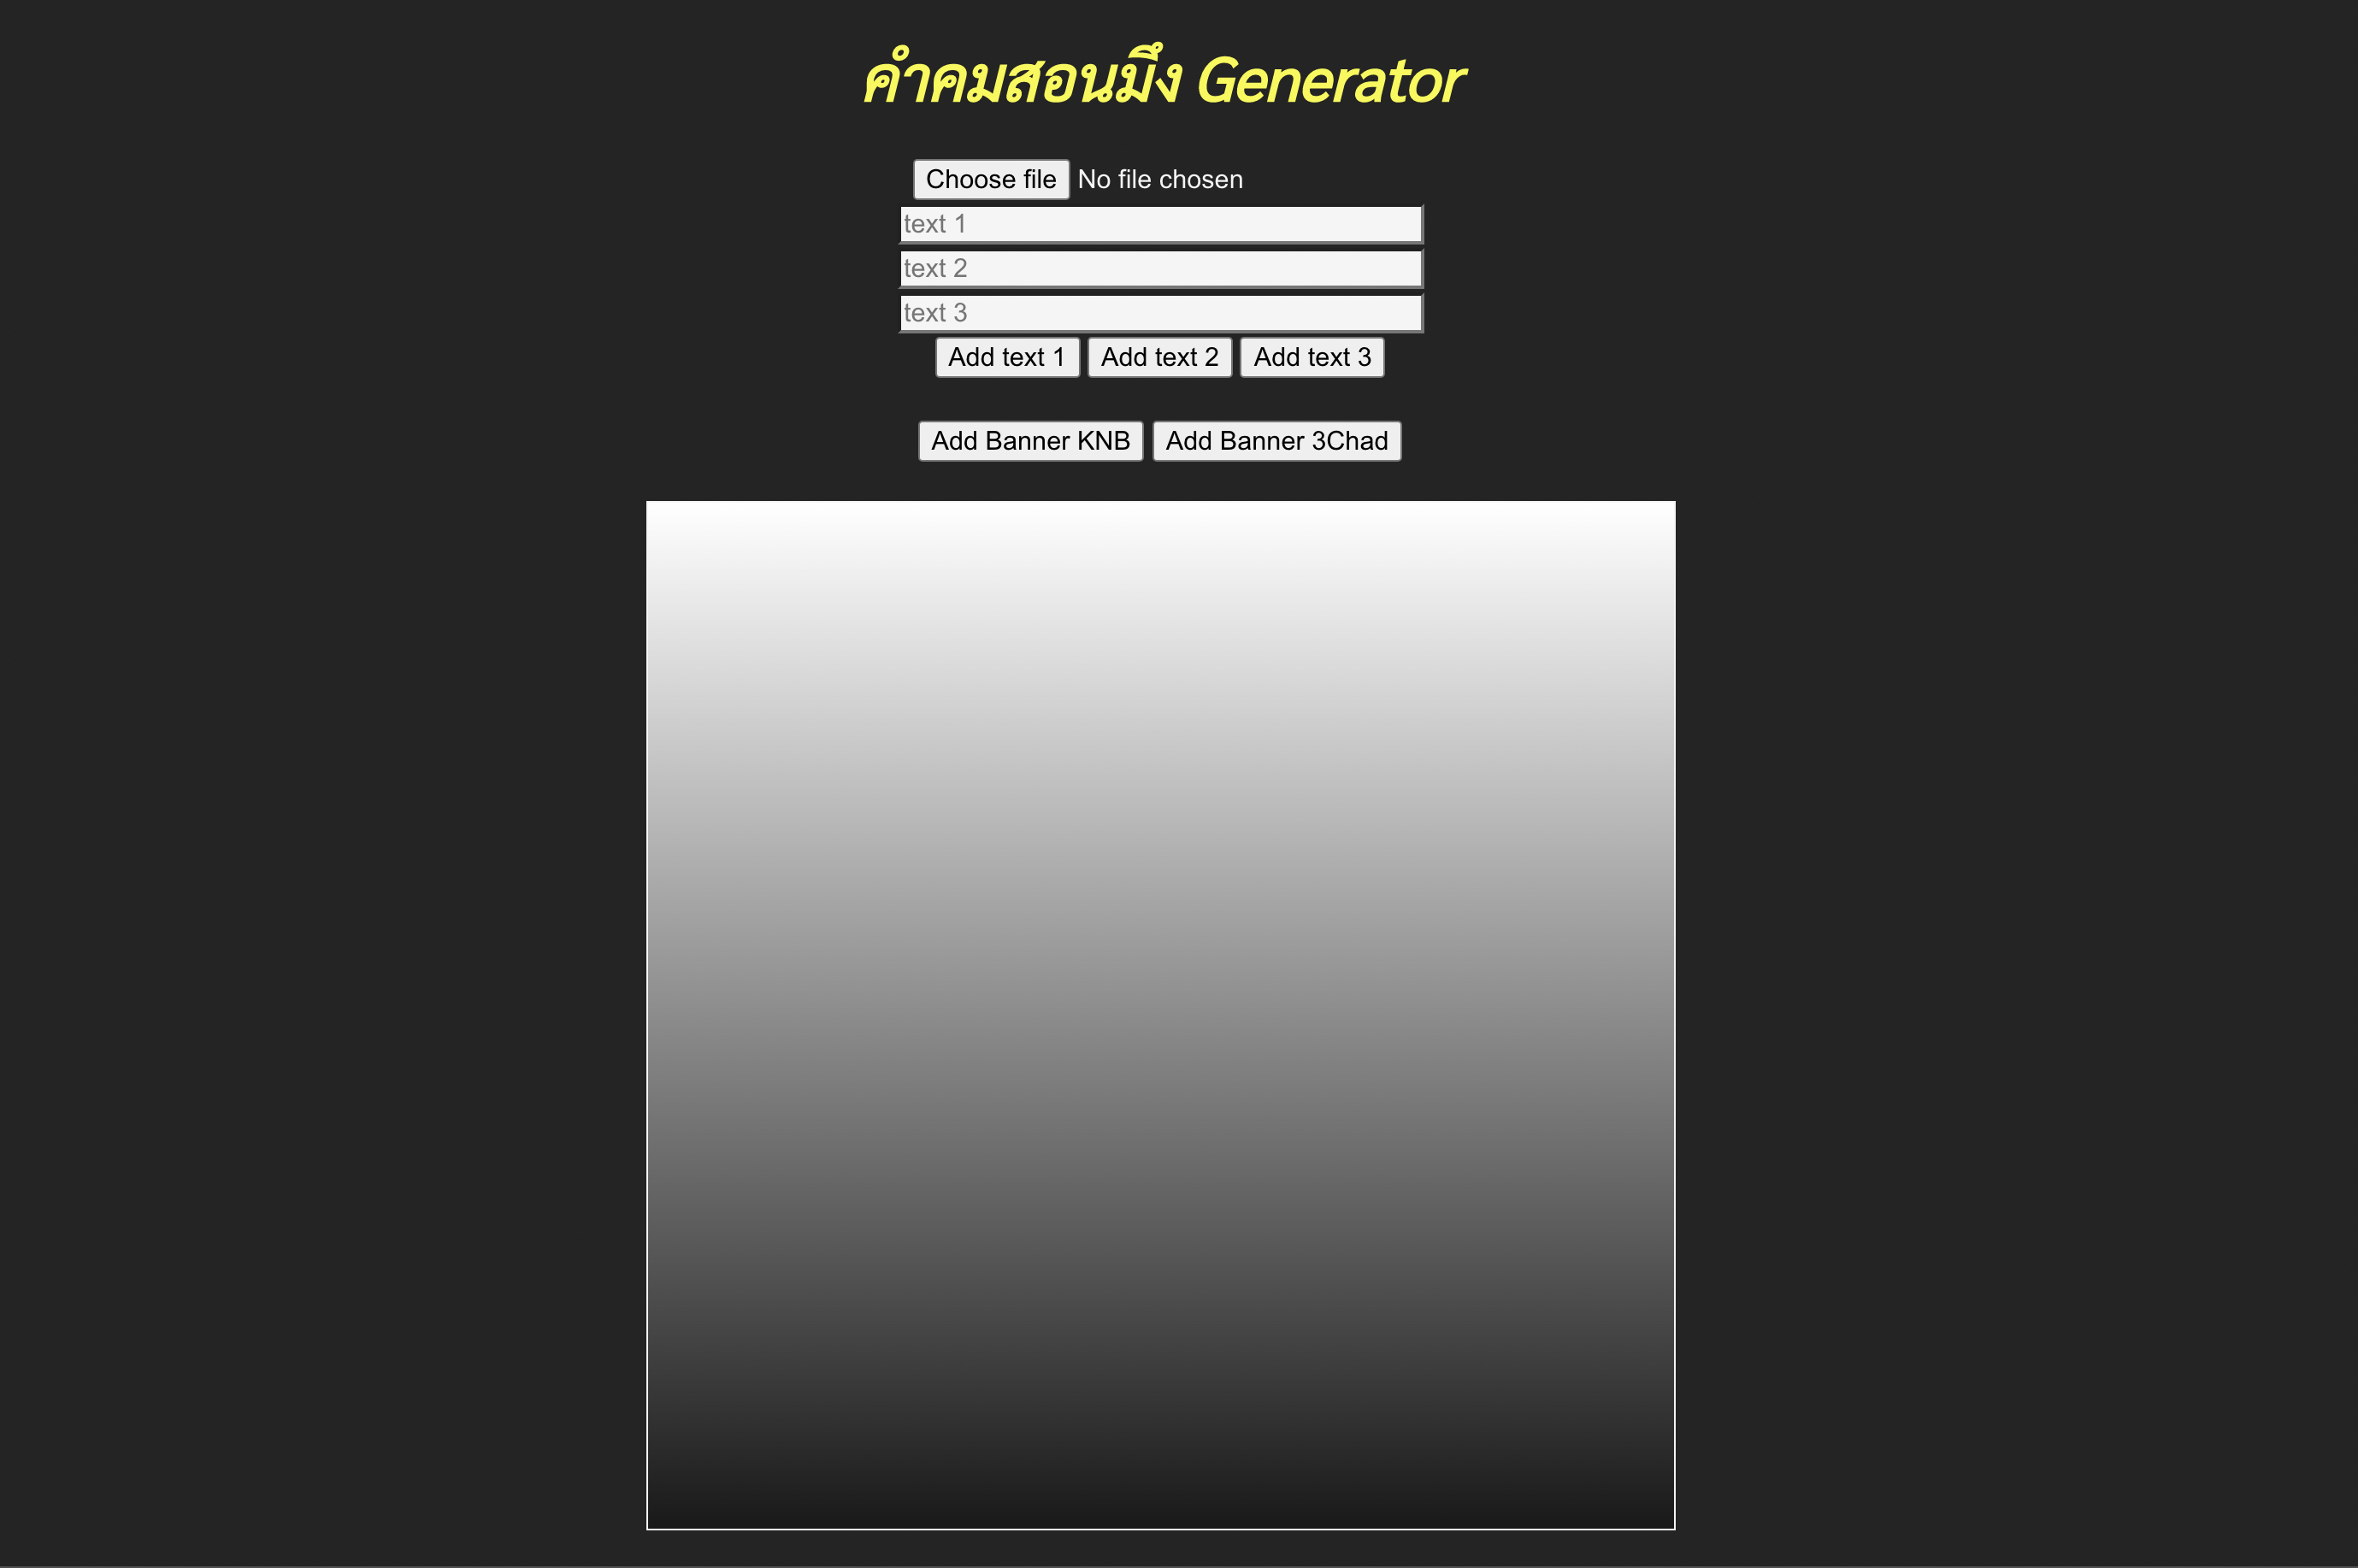 คำคมสอนมึง Generator
Choose file No file chosen
text 1
text 2
text 3
Add text 1 Add text 2 Add text 3
Add Banner KNB Add Banner 3Chad